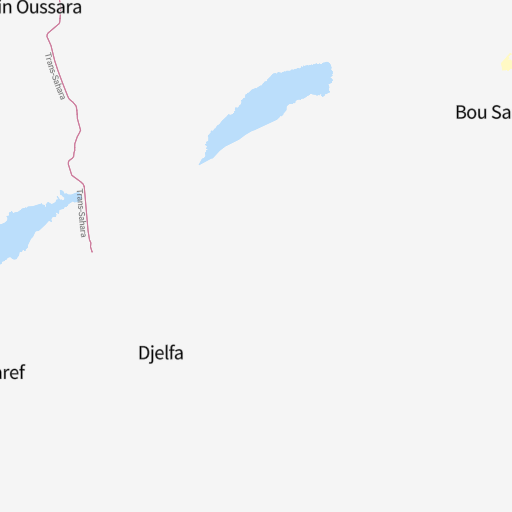 in Oussara
Trans-Sahara
Bou Sa
Trans-Sahara
Djelfa
aref